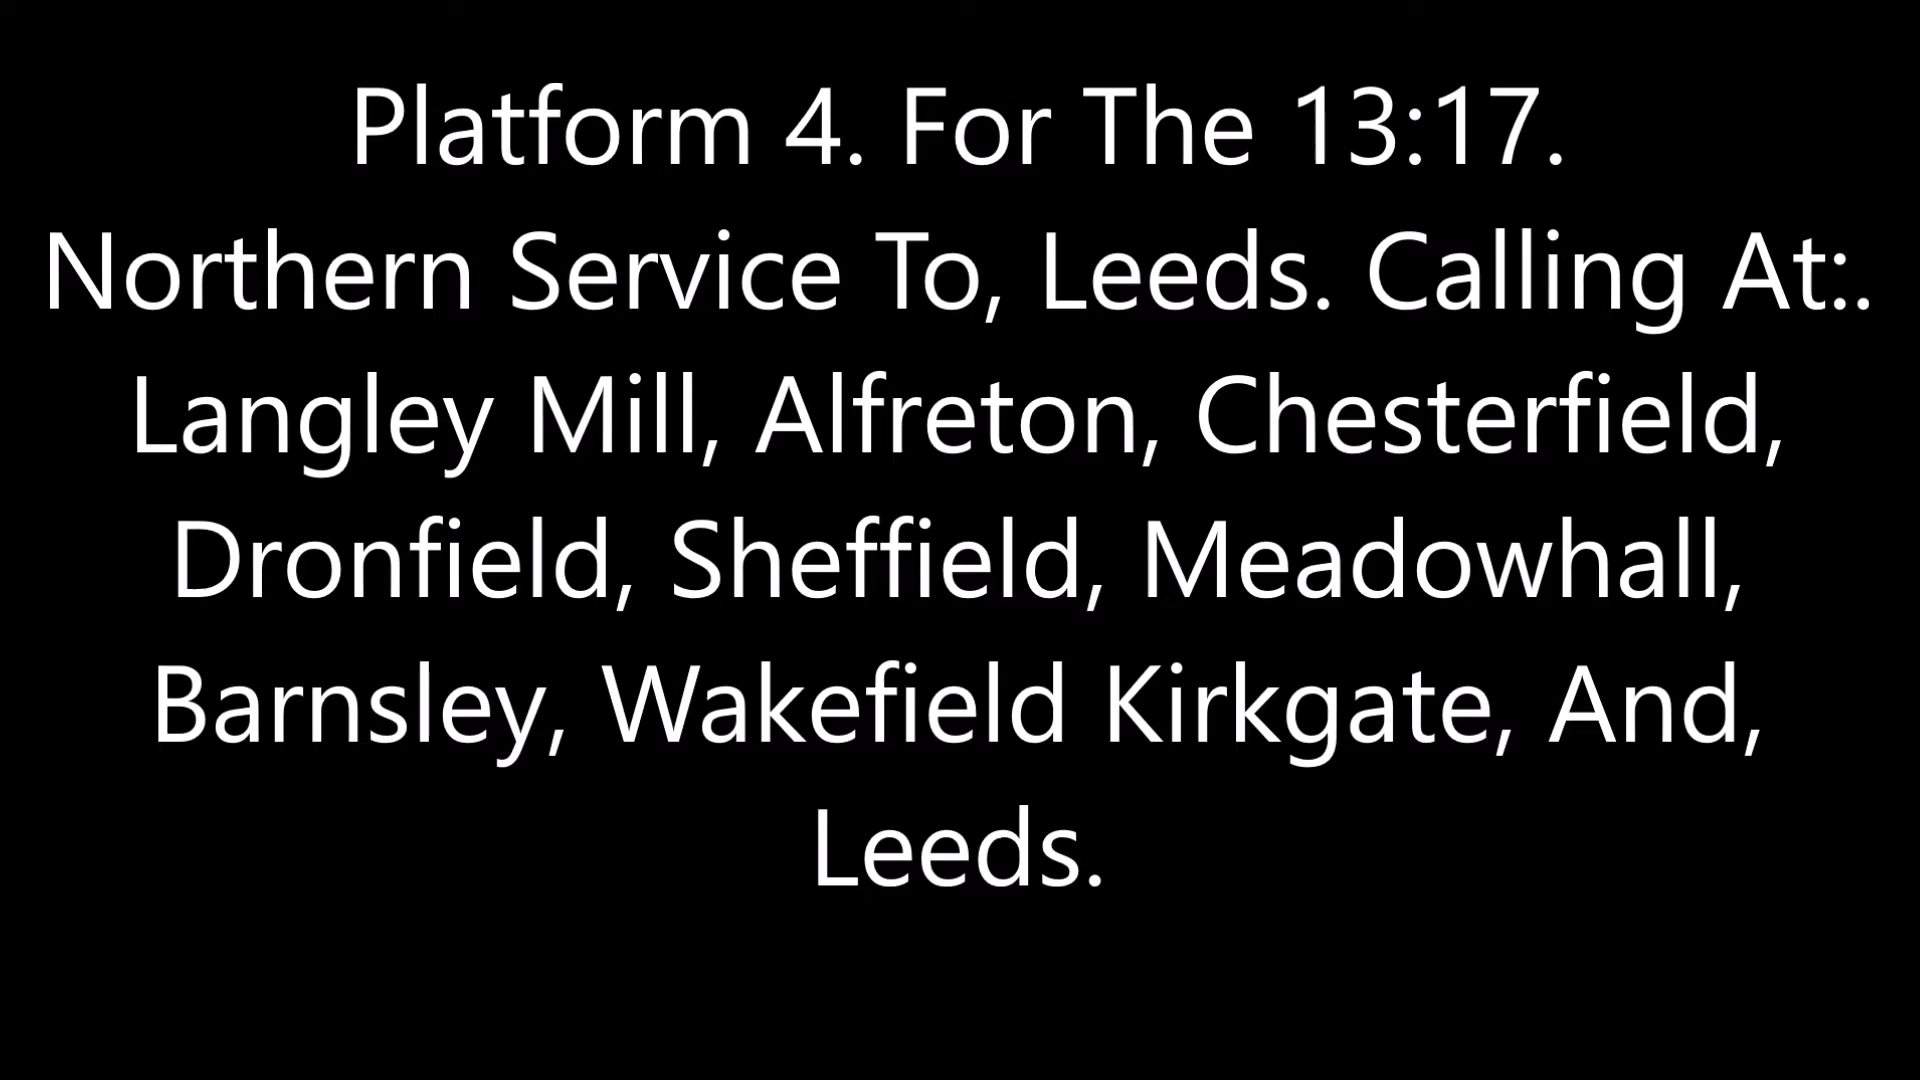 Platform 4. For The 13:17.
Northern Service To, Leeds. Calling At:.
Langley Mill, Alfreton, Chesterfield,
Dronfield, Sheffield, Meadowhall,
Barnsley, Wakefield Kirkgate, And,
Leeds.